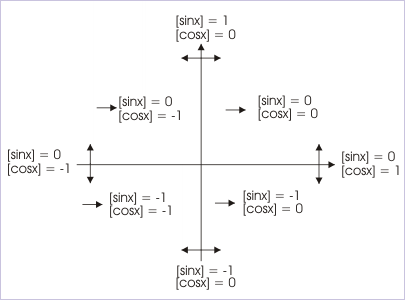 [sinx] = 1
[cosx] = 0
[sinx] = 0
[cosx] = -1
[sinx] = 0
[cosx] = 0
[sinx] = 0
[cosx] = -1
[sinx] = 0
[cosx] = 1
[sinx] = -1
[cosx] = -1
[sinx] = -1
[cosx] = 0
[sinx] = -1
[cosx] = 0